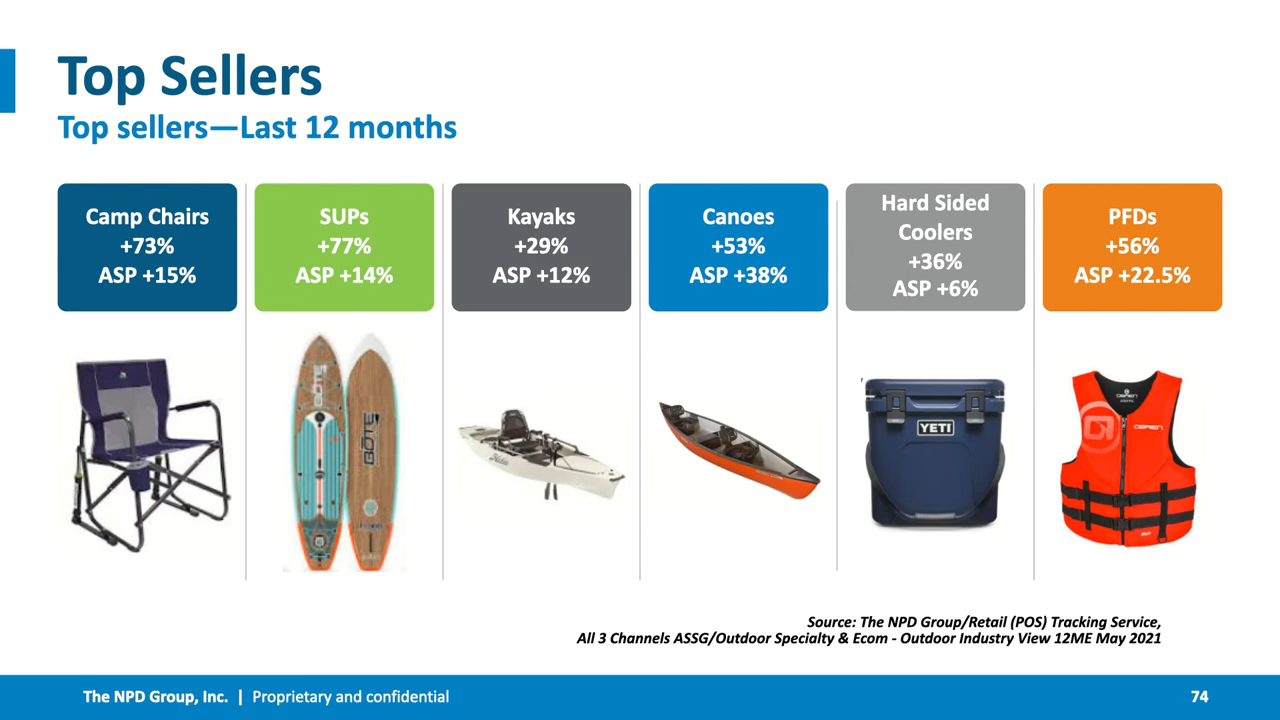 Top Sellers
Top sellers—Last 12 months
Camp Chairs
+73%
ASP +15%
SUPs
+77%
ASP +14%
Kayaks
+29%
ASP +12%
Canoes
+53%
ASP +38%
Hard Sided
Coolers
+36%
ASP +6%
PFDs
+56%
ASP +22.5%
BOTE
BOTE
YETI
OBRIEN
OBRIEN
Source: The NPD Group/Retail (POS) Tracking Service,
All 3 Channels ASSG/Outdoor Specialty & Ecom - Outdoor Industry View 12ME May 2021
The NPD Group, Inc. | Proprietary and confidential
74